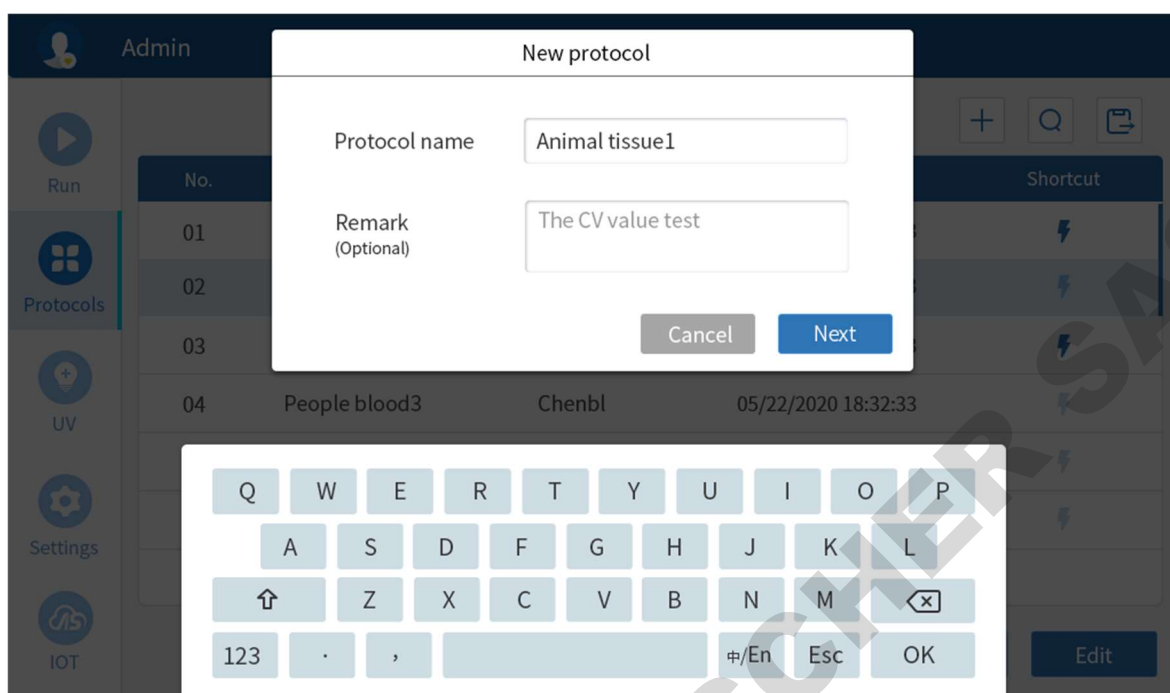 Admin
New protocol
Protocol name Animal tissue1
Remark
(Optional)
The CV value test
Cancel Next
Run
Protocols
UV
Settings
IOT
No. Shortcut
01
02
03
04 People blood3 Chenbl 05/22/2020 18:32:33
Q W E R T Y U I O P
A S D F G H J K L
Z X C V B N M
123 . , 中/En Esc OK
Edit